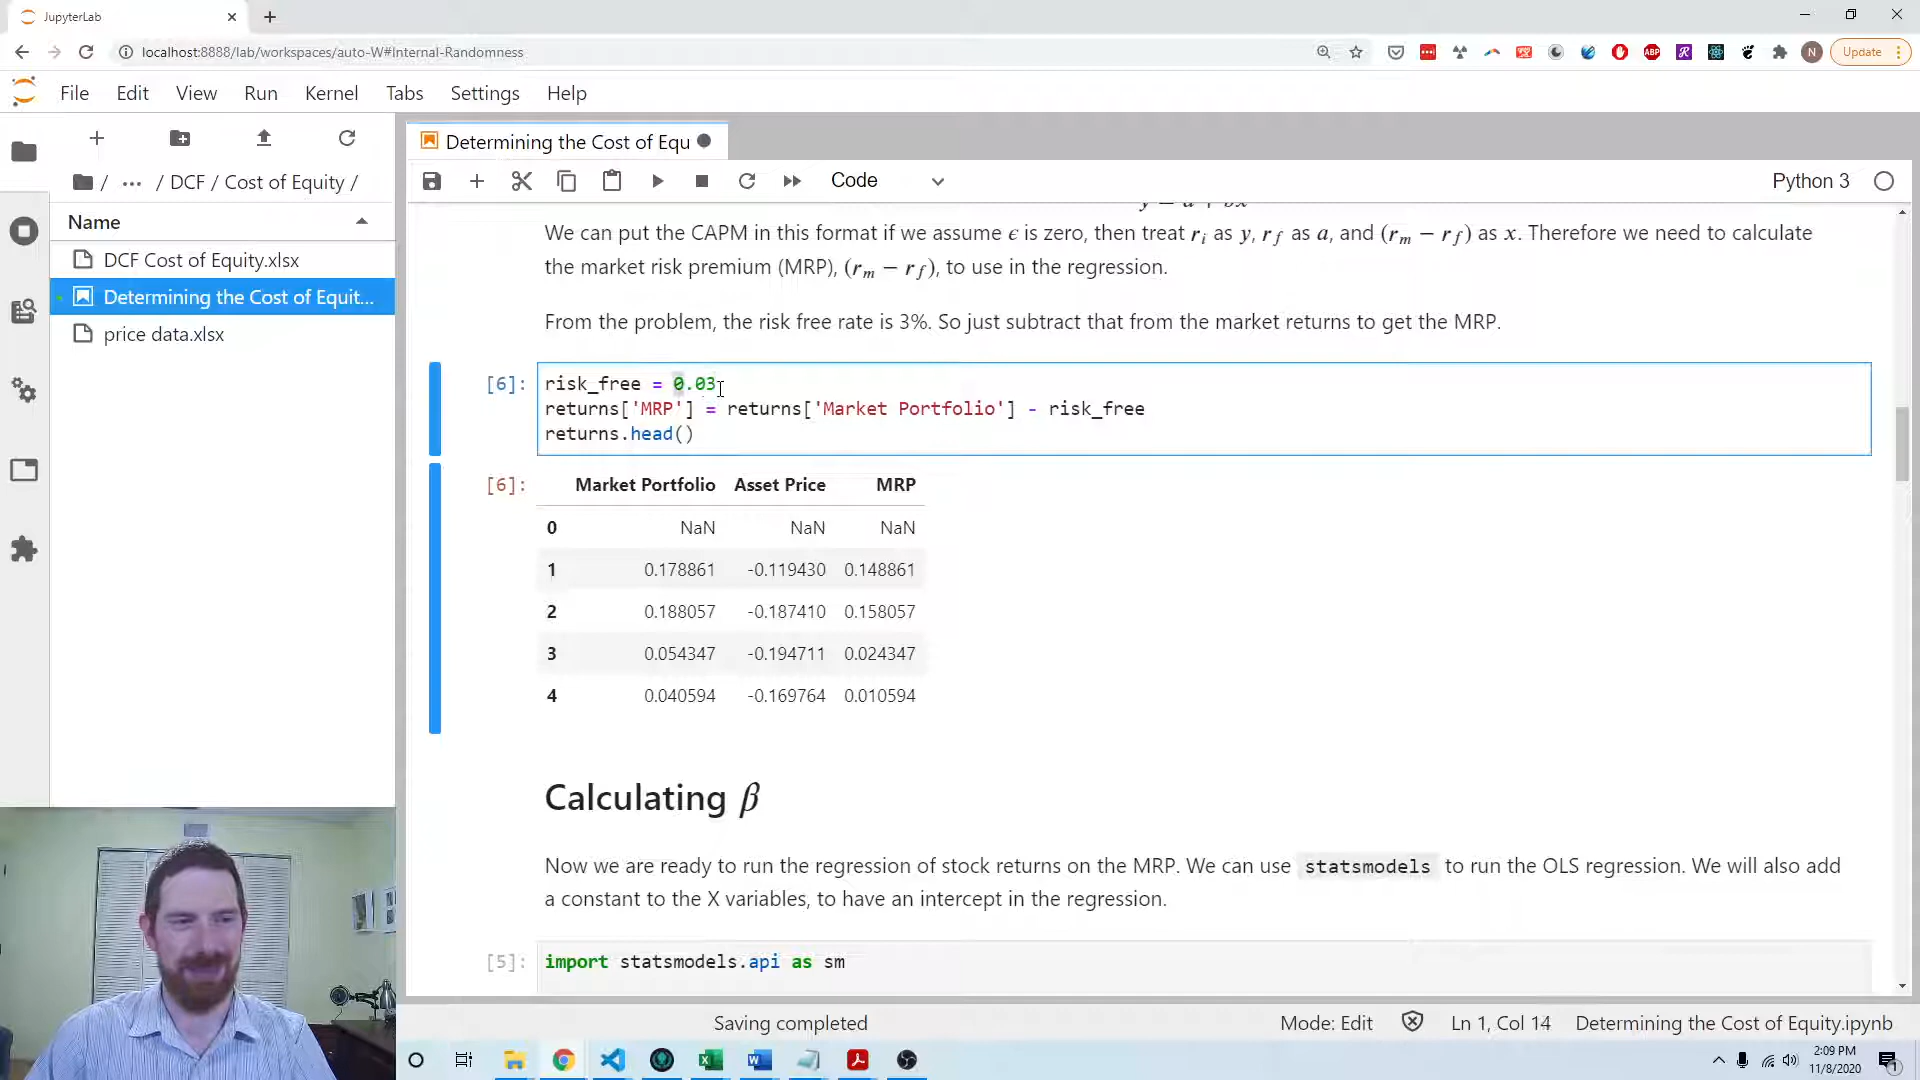 JupyterLab
localhost:8888/lab/workspaces/auto-W#Internal-Randomness
ABP
N
Update
File Edit View Run Kernel Tabs Settings Help
Determining the Cost of Equ
/ ··· / DCF / Cost of Equity /
Code
Python 3
Name
DCF Cost of Equity.xlsx
Determining the Cost of Equit...
price data.xlsx
y = a + bx
We can put the CAPM in this format if we assume ϵ is zero, then treat r_i as y, r_f as a, and (r_m − r_f) as x. Therefore we need to calculate
the market risk premium (MRP), (r_m − r_f), to use in the regression.
From the problem, the risk free rate is 3%. So just subtract that from the market returns to get the MRP.
[6]: risk_free = 0.03
returns['MRP'] = returns['Market Portfolio'] - risk_free
returns.head()
[6]: Market Portfolio Asset Price MRP
0 NaN NaN NaN
1 0.178861 -0.119430 0.148861
2 0.188057 -0.187410 0.158057
3 0.054347 -0.194711 0.024347
4 0.040594 -0.169764 0.010594
Calculating β
Now we are ready to run the regression of stock returns on the MRP. We can use statsmodels to run the OLS regression. We will also add
a constant to the X variables, to have an intercept in the regression.
[5]: import statsmodels.api as sm
Saving completed
Mode: Edit
Ln 1, Col 14
Determining the Cost of Equity.ipynb
2:09 PM
11/8/2020